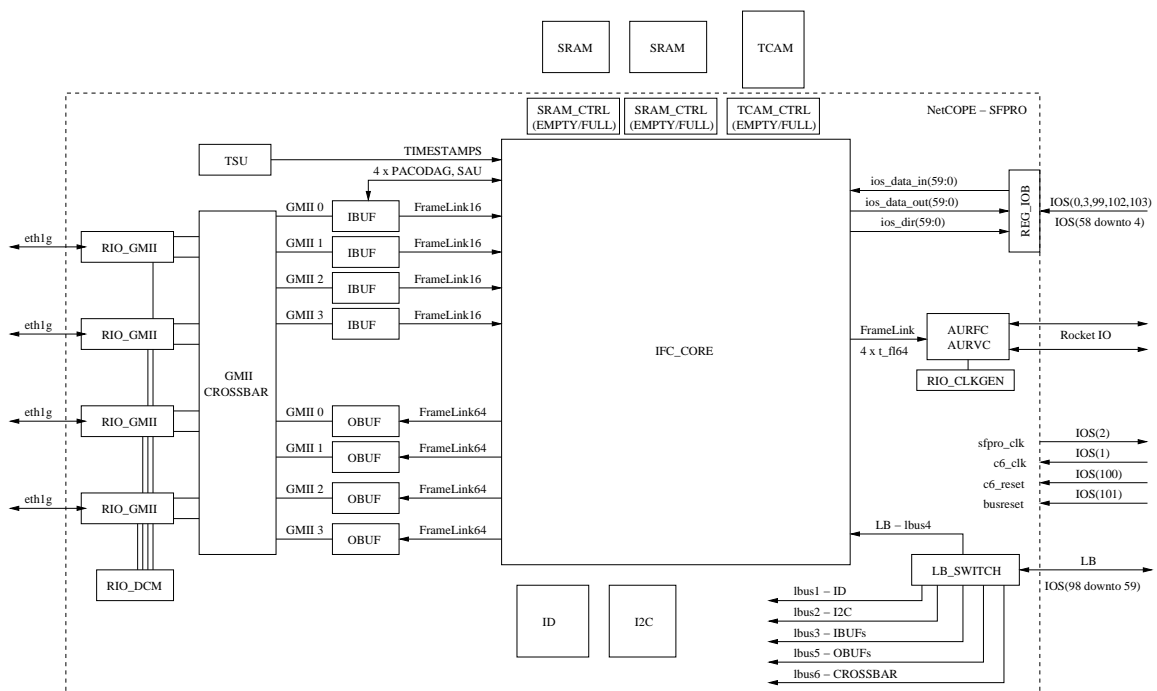 SRAM
SRAM
TCAM
SRAM_CTRL
(EMPTY/FULL)
SRAM_CTRL
(EMPTY/FULL)
TCAM_CTRL
(EMPTY/FULL)
NetCOPE – SFPRO
TSU
TIMESTAMPS
4 x PACODAG, SAU
GMII 0
IBUF
FrameLink16
GMII 1
IBUF
FrameLink16
GMII 2
IBUF
FrameLink16
GMII 3
IBUF
FrameLink16
eth1g
RIO_GMII
eth1g
RIO_GMII
eth1g
RIO_GMII
eth1g
RIO_GMII
RIO_DCM
GMII
CROSSBAR
GMII 0
OBUF
FrameLink64
GMII 1
OBUF
FrameLink64
GMII 2
OBUF
FrameLink64
GMII 3
OBUF
FrameLink64
IFC_CORE
ios_data_in(59:0)
ios_data_out(59:0)
ios_dir(59:0)
REG_IOB
IOS(0,3,99,102,103)
IOS(58 downto 4)
FrameLink
4 x t_fl64
AURFC
AURVC
RIO_CLKGEN
Rocket IO
sfpro_clk
IOS(2)
c6_clk
IOS(1)
c6_reset
IOS(100)
busreset
IOS(101)
LB – lbus4
LB_SWITCH
LB
IOS(98 downto 59)
ID
I2C
lbus1 – ID
lbus2 – I2C
lbus3 – IBUFs
lbus5 – OBUFs
lbus6 – CROSSBAR